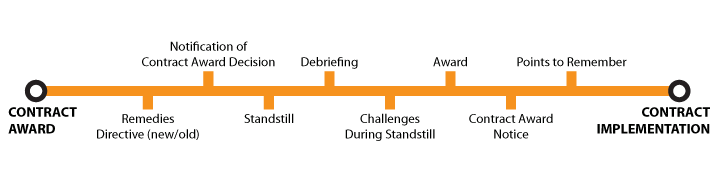 Notification of
Contract Award Decision
Debriefing
Award
Points to Remember
CONTRACT
AWARD
Remedies
Directive (new/old)
Standstill
Challenges
During Standstill
Contract Award
Notice
CONTRACT
IMPLEMENTATION